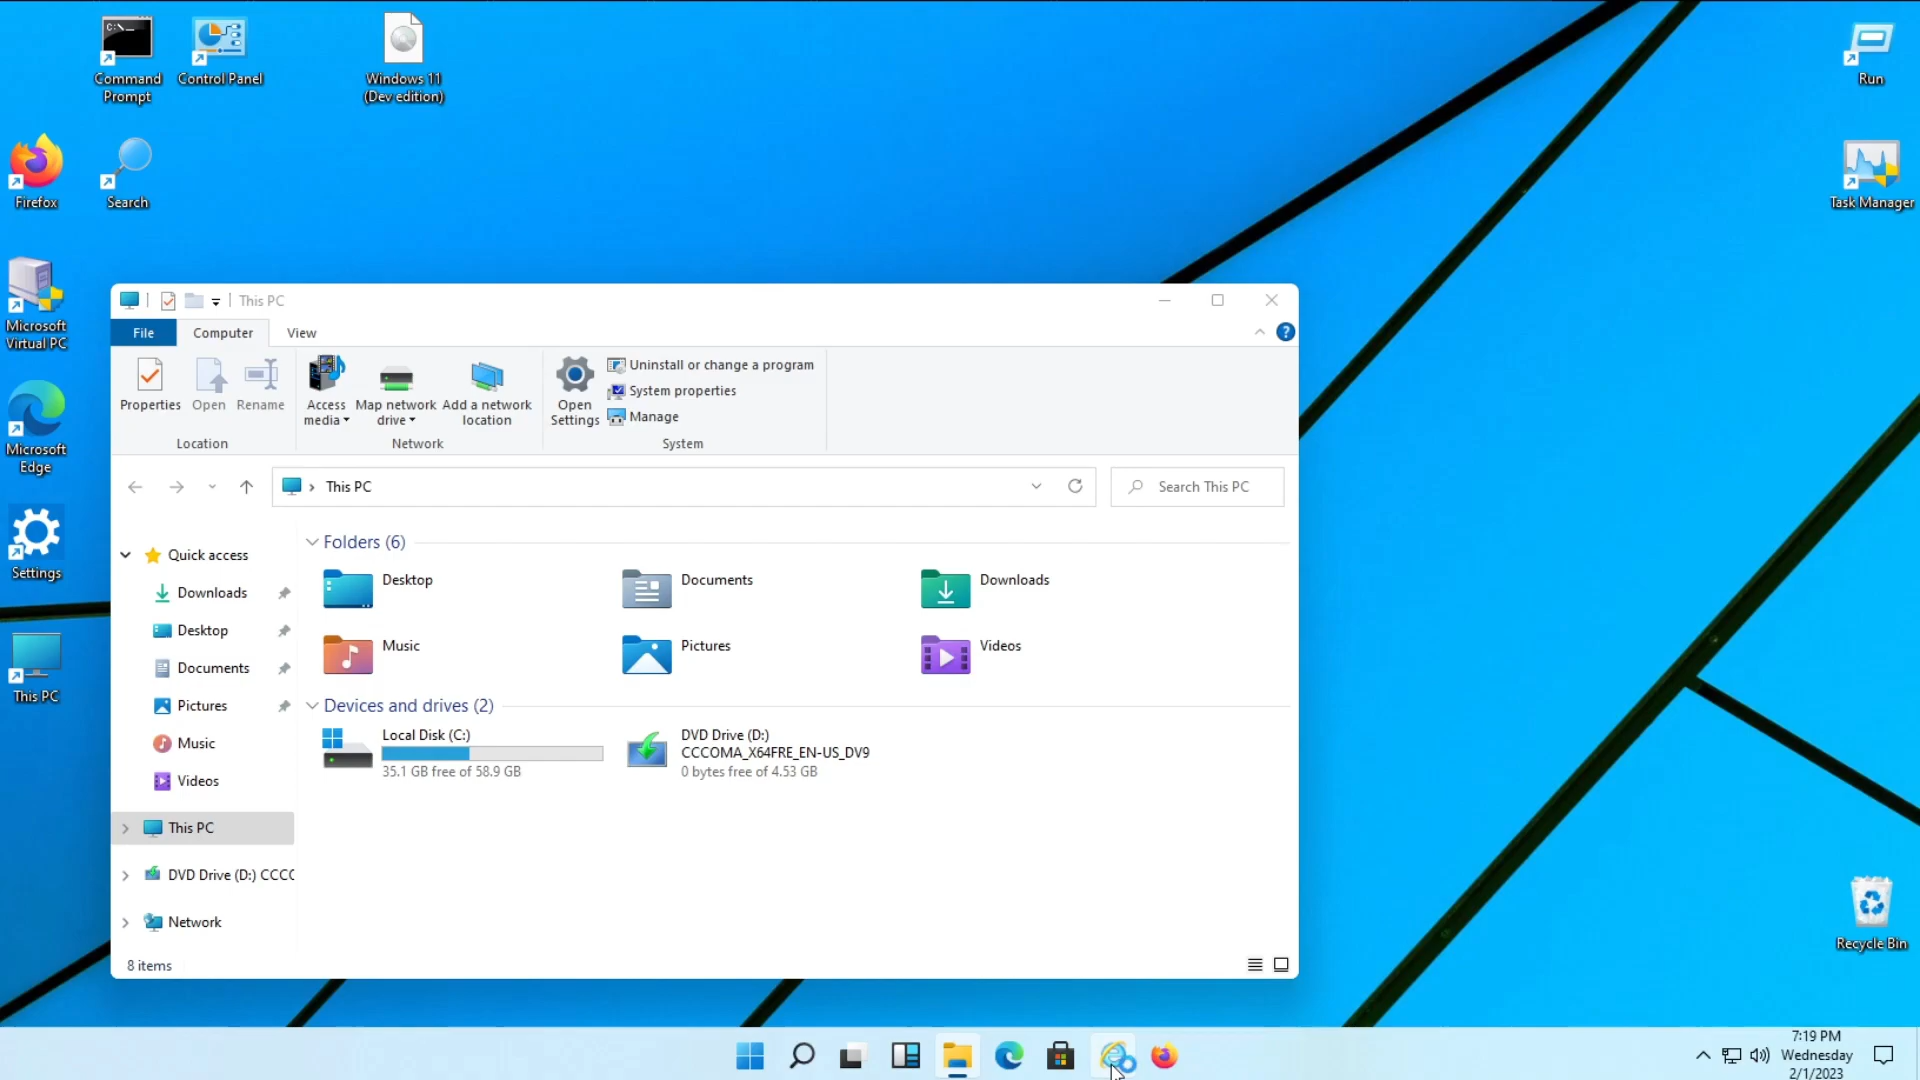 C:\._
Command
Prompt
Control Panel
Windows 11
(Dev edition)
Run
Firefox
Search
Task Manager
Microsoft
Virtual PC
Microsoft
Edge
Settings
This PC
Recycle Bin
This PC
File
Computer
View
?
Properties
Open
Rename
Location
Access
media
Map network
drive
Add a network
location
Network
Open
Settings
Uninstall or change a program
System properties
Manage
System
This PC
Search This PC
Quick access
Downloads
Desktop
Documents
Pictures
Music
Videos
This PC
DVD Drive (D:) CCCC
Network
Folders (6)
Desktop
Documents
Downloads
Music
Pictures
Videos
Devices and drives (2)
Local Disk (C:)
35.1 GB free of 58.9 GB
DVD Drive (D:)
CCCOMA_X64FRE_EN-US_DV9
0 bytes free of 4.53 GB
8 items
7:19 PM
Wednesday
2/1/2023